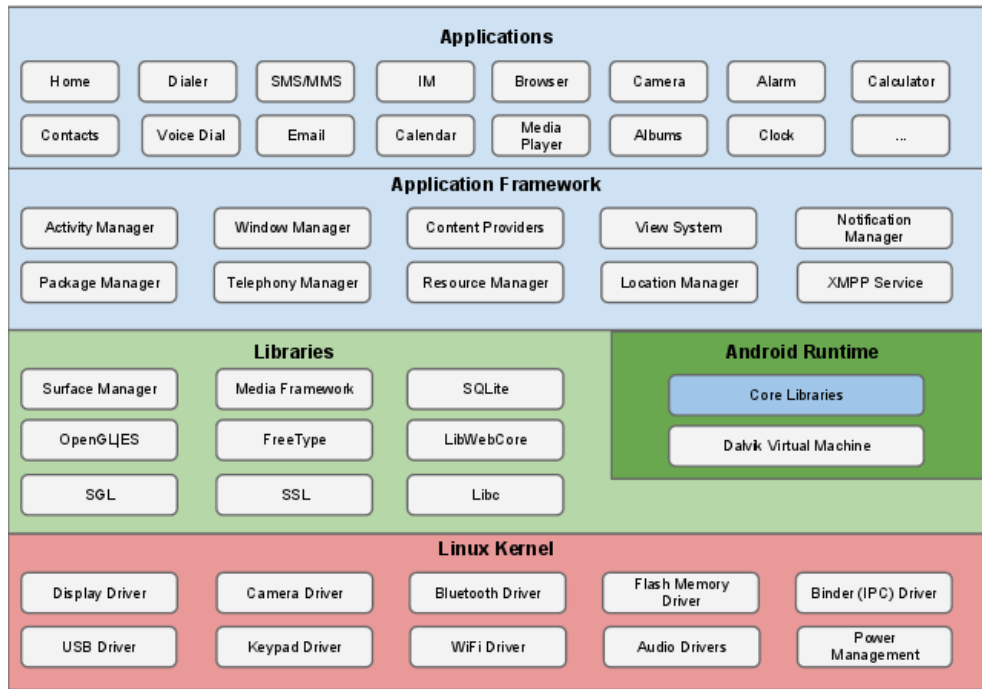 Applications
Home
Dialer
SMS/MMS
IM
Browser
Camera
Alarm
Calculator
Contacts
Voice Dial
Email
Calendar
Media
Player
Albums
Clock
...
Application Framework
Activity Manager
Window Manager
Content Providers
View System
Notification
Manager
Package Manager
Telephony Manager
Resource Manager
Location Manager
XMPP Service
Libraries
Surface Manager
Media Framework
SQLite
OpenGL|ES
FreeType
LibWebCore
SGL
SSL
Libc
Android Runtime
Core Libraries
Dalvik Virtual Machine
Linux Kernel
Display Driver
Camera Driver
Bluetooth Driver
Flash Memory
Driver
Binder (IPC) Driver
USB Driver
Keypad Driver
WiFi Driver
Audio Drivers
Power
Management